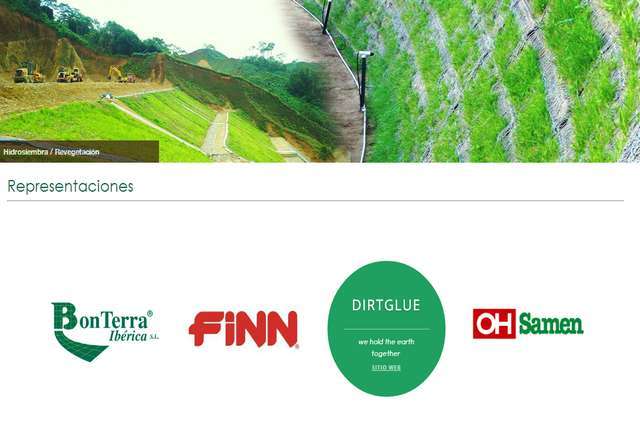 Hidrosiembra / Revegetación
Representaciones
BonTerra®
Ibérica S.L.
FINN®
DIRTGLUE
we hold the earth
together
SITIO WEB
OH Samen